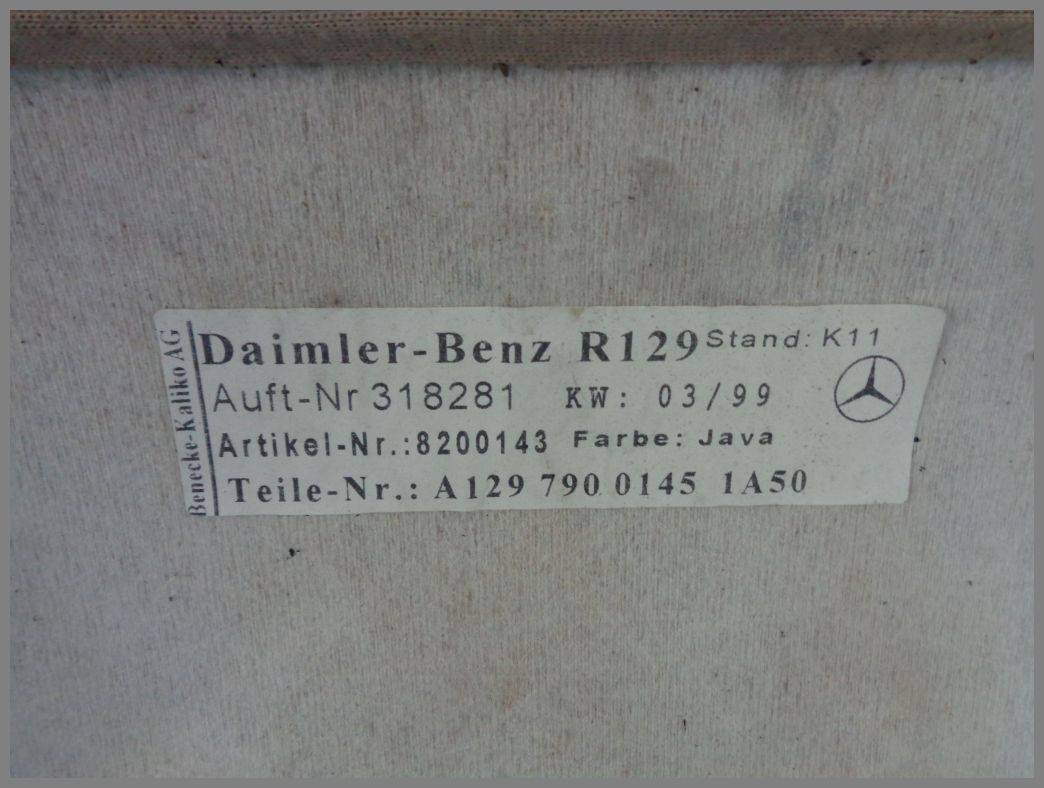 Benecke-Kaliko AG
Daimler-Benz R129 Stand: K11
Auft-Nr 318281 KW: 03/99
Artikel-Nr.:8200143 Farbe: Java
Teile-Nr.: A129 790 0145 1A50